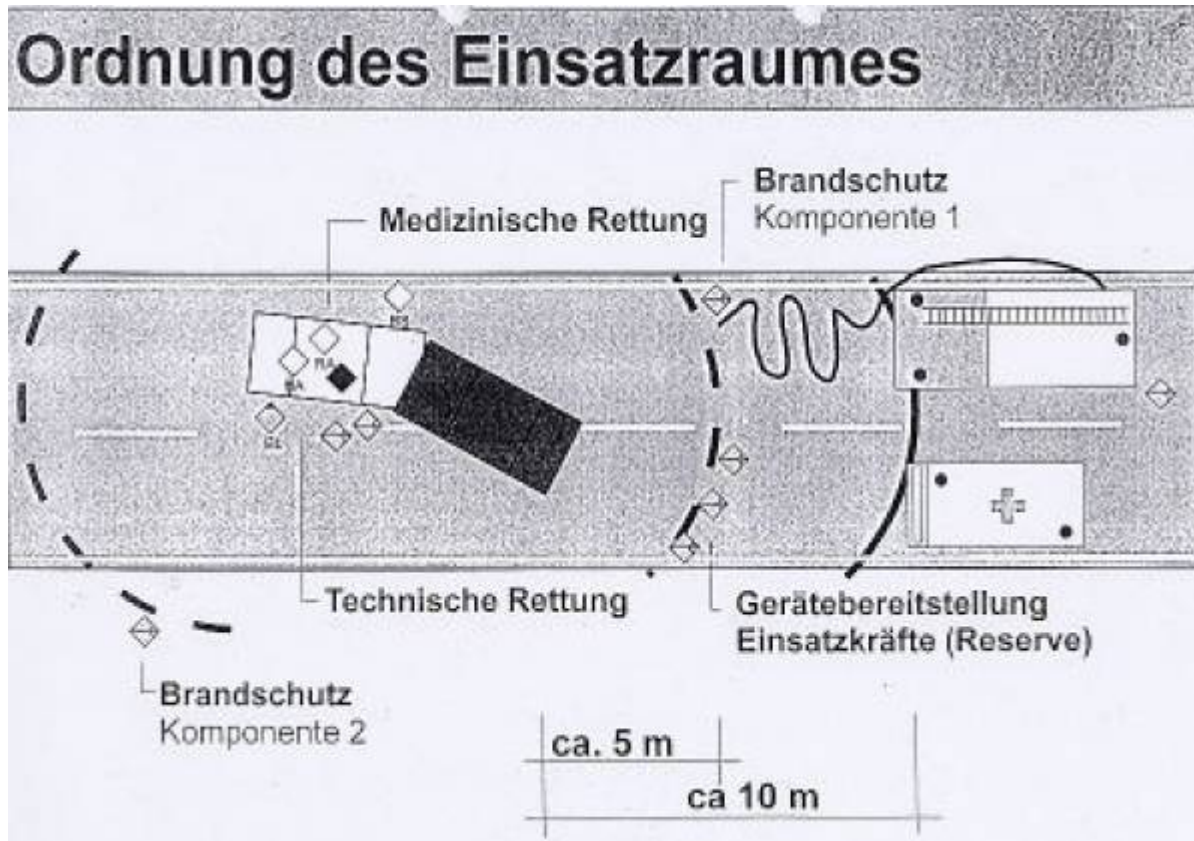 Ordnung des Einsatzraumes
Brandschutz
Komponente 1
Medizinische Rettung
Technische Rettung
Gerätebereitstellung
Einsatzkräfte (Reserve)
Brandschutz
Komponente 2
ca. 5 m
ca 10 m